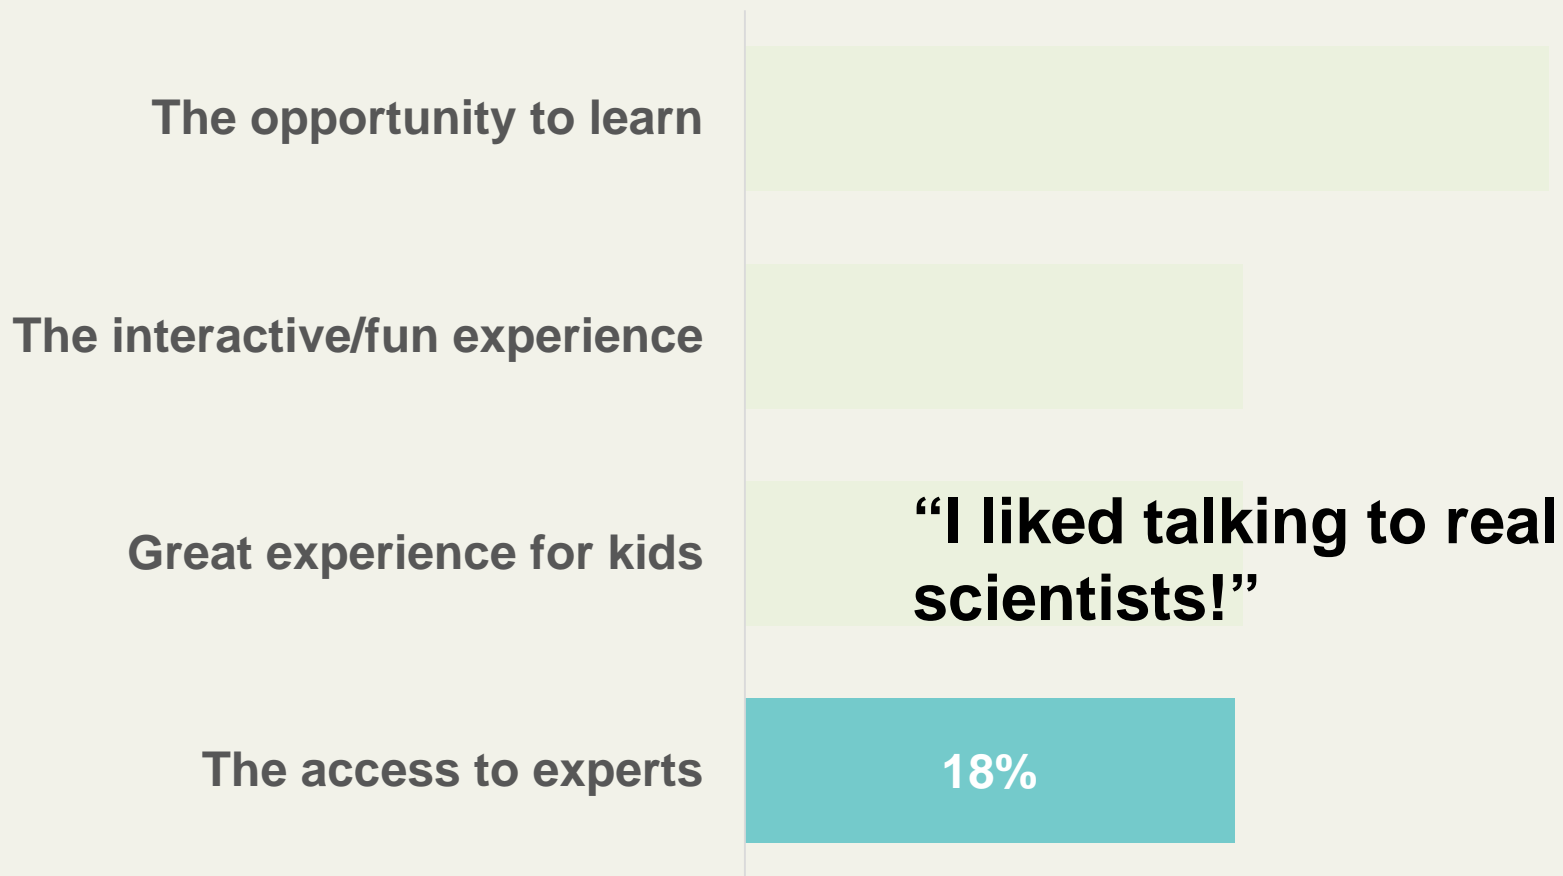 The opportunity to learn
The interactive/fun experience
Great experience for kids
“I liked talking to real
scientists!”
The access to experts
18%